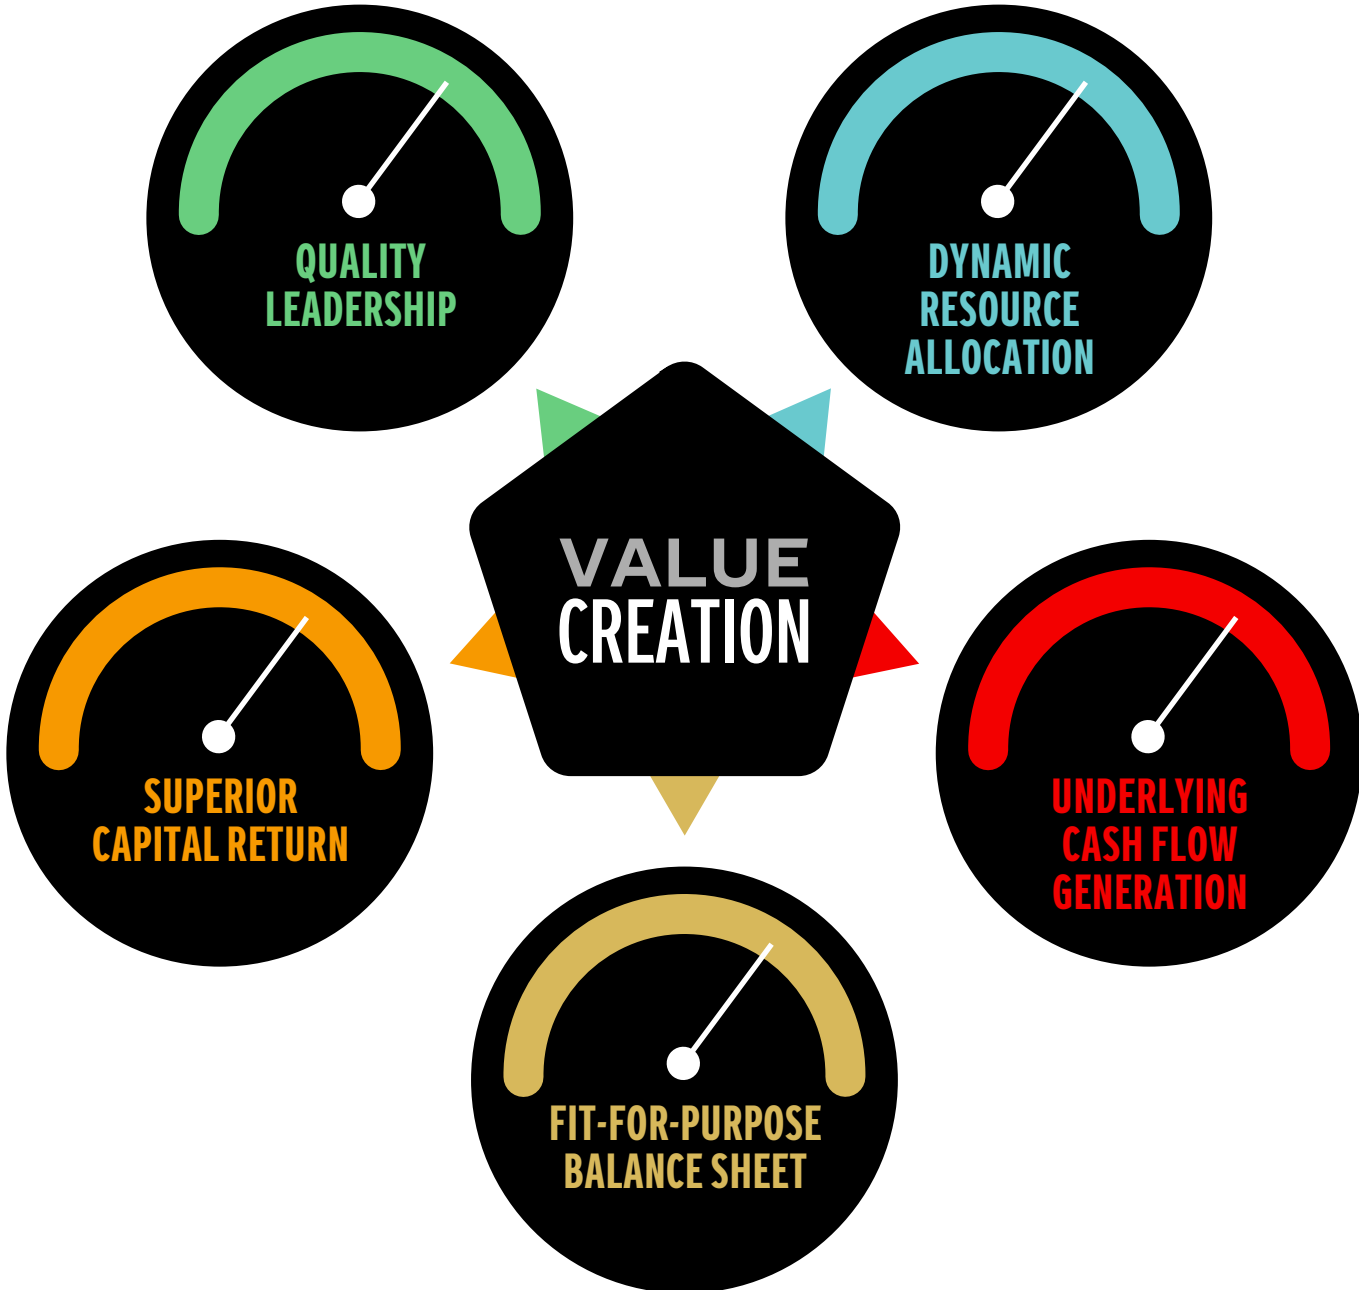 QUALITY
LEADERSHIP
DYNAMIC
RESOURCE
ALLOCATION
VALUE
CREATION
SUPERIOR
CAPITAL RETURN
UNDERLYING
CASH FLOW
GENERATION
FIT-FOR-PURPOSE
BALANCE SHEET